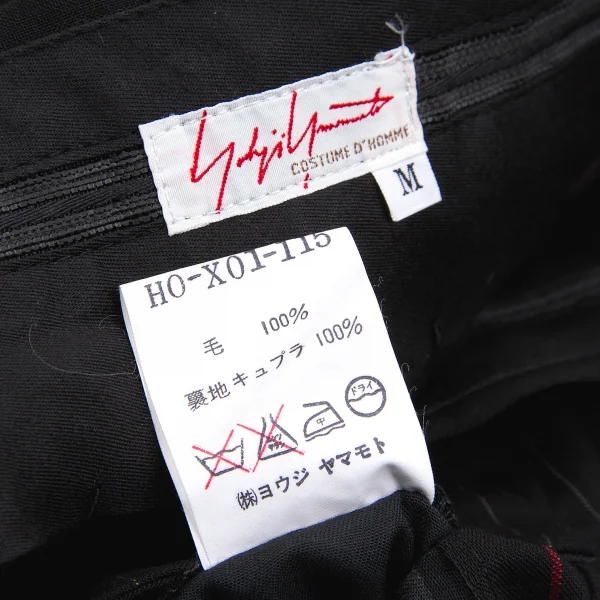 Yohji Yamamoto
COSTUME D'HOMME
M
HO-X01-115
毛 100%
裏地キュプラ 100%
中 ドライ
㈱ヨウジ ヤマモト